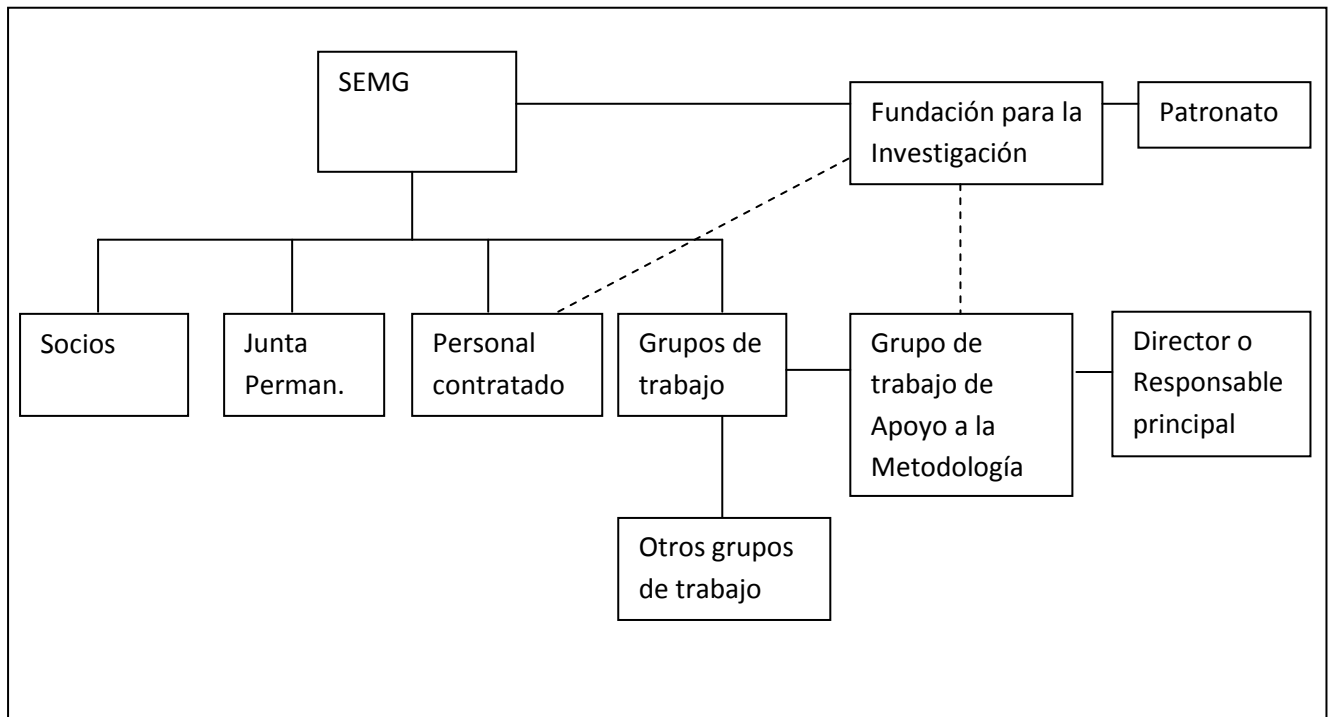 SEMG
Fundación para la
Investigación
Patronato
Socios
Junta
Perman.
Personal
contratado
Grupos de
trabajo
Grupo de
trabajo de
Apoyo a la
Metodología
Director o
Responsable
principal
Otros grupos
de trabajo